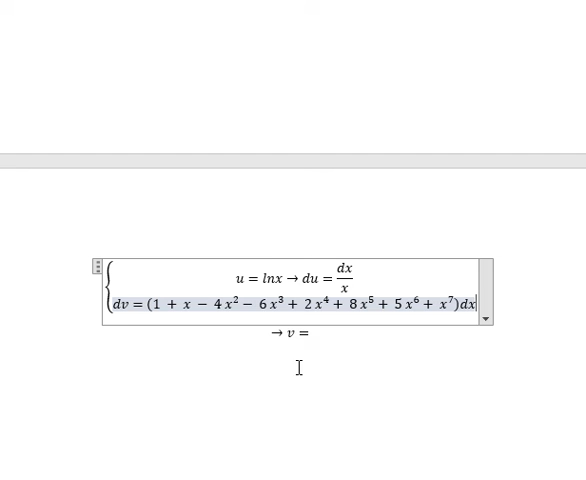 u = lnx → du = dx/x
dv = (1 + x − 4x² − 6x³ + 2x⁴ + 8x⁵ + 5x⁶ + x⁷)dx
→ v =